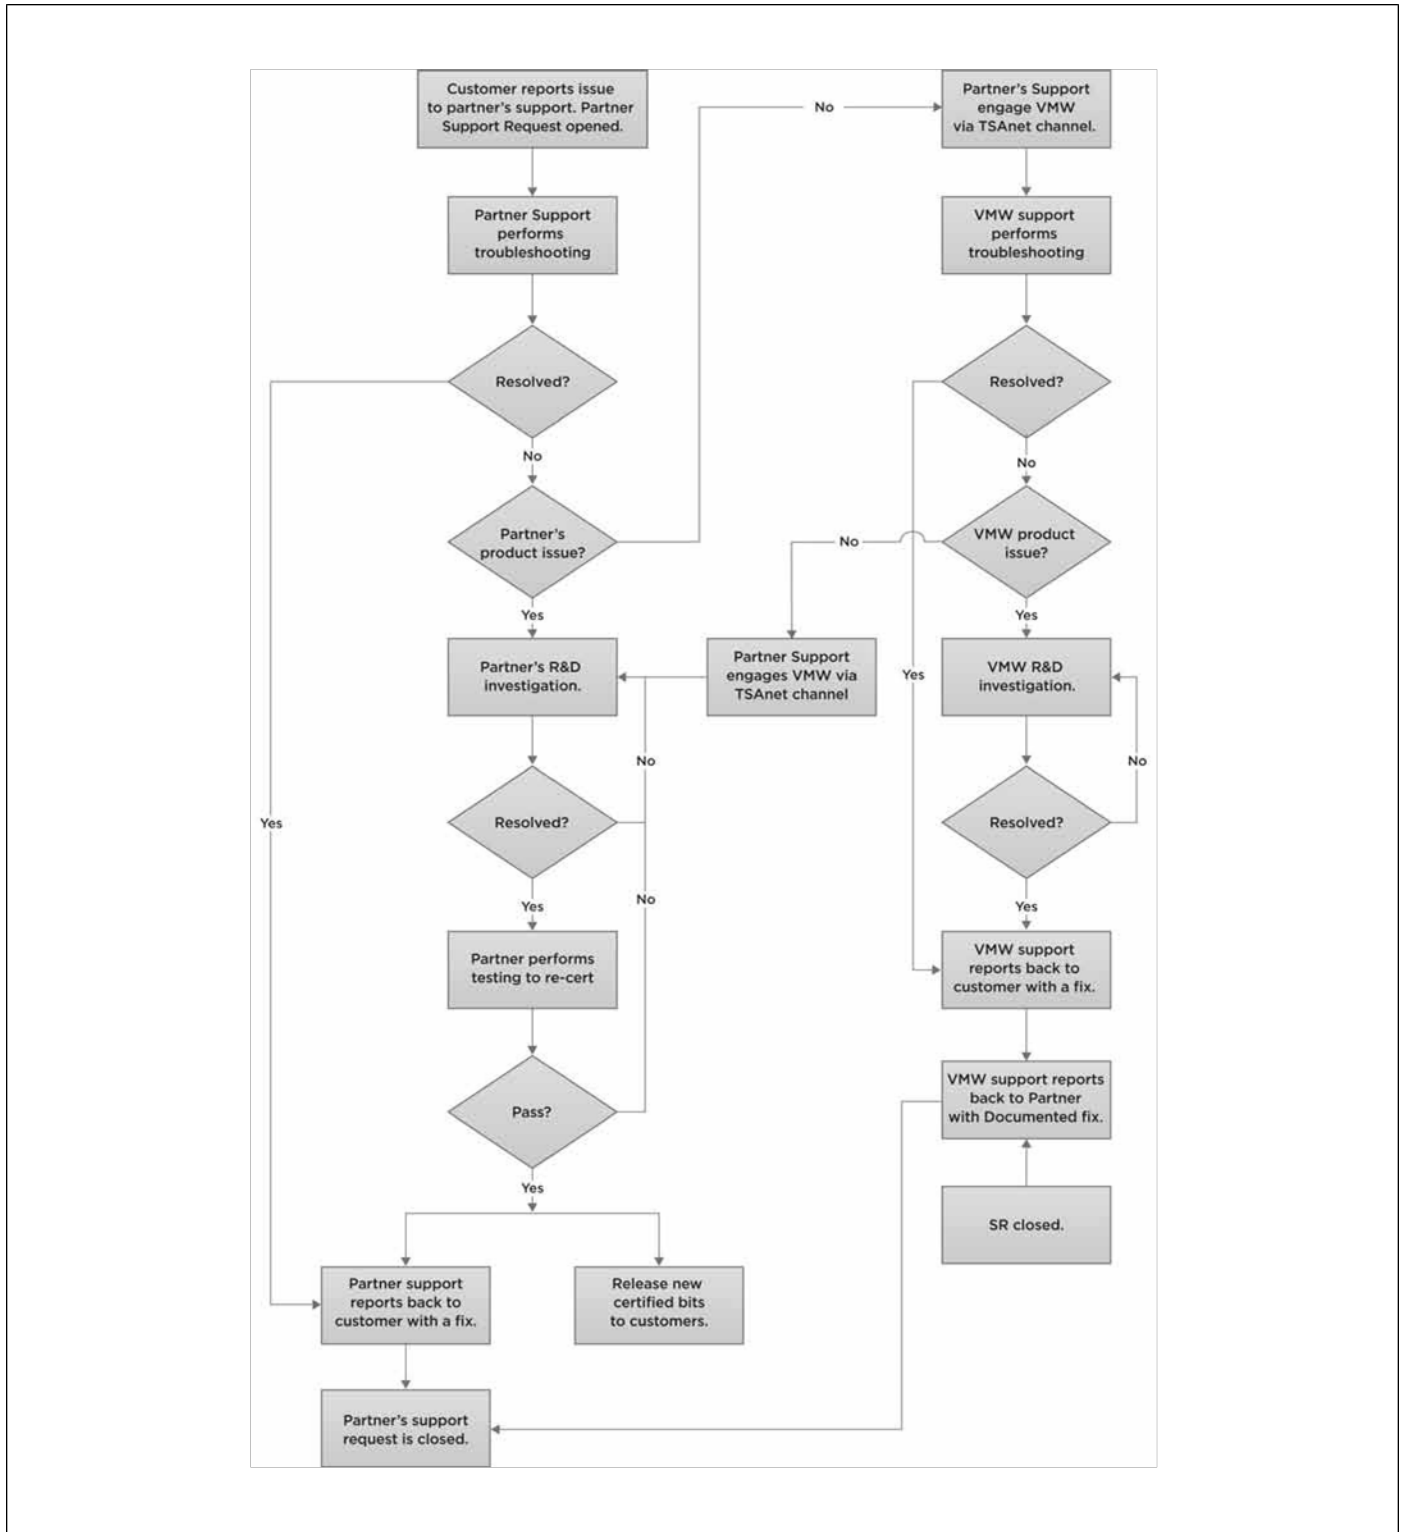 Customer reports issue
to partner's support. Partner
Support Request opened.
No
Partner's Support
engage VMW
via TSAnet channel.
Partner Support
performs
troubleshooting
VMW support
performs
troubleshooting
Resolved?
Resolved?
No
No
Partner's
product issue?
No
VMW product
issue?
Yes
Yes
Partner's R&D
investigation.
Partner Support
engages VMW via
TSAnet channel
Yes
VMW R&D
investigation.
No
No
Resolved?
Resolved?
Yes
No
Yes
Yes
Partner performs
testing to re-cert
VMW support
reports back to
customer with a fix.
Pass?
VMW support reports
back to Partner
with Documented fix.
Yes
SR closed.
Partner support
reports back to
customer with a fix.
Release new
certified bits
to customers.
Partner's support
request is closed.